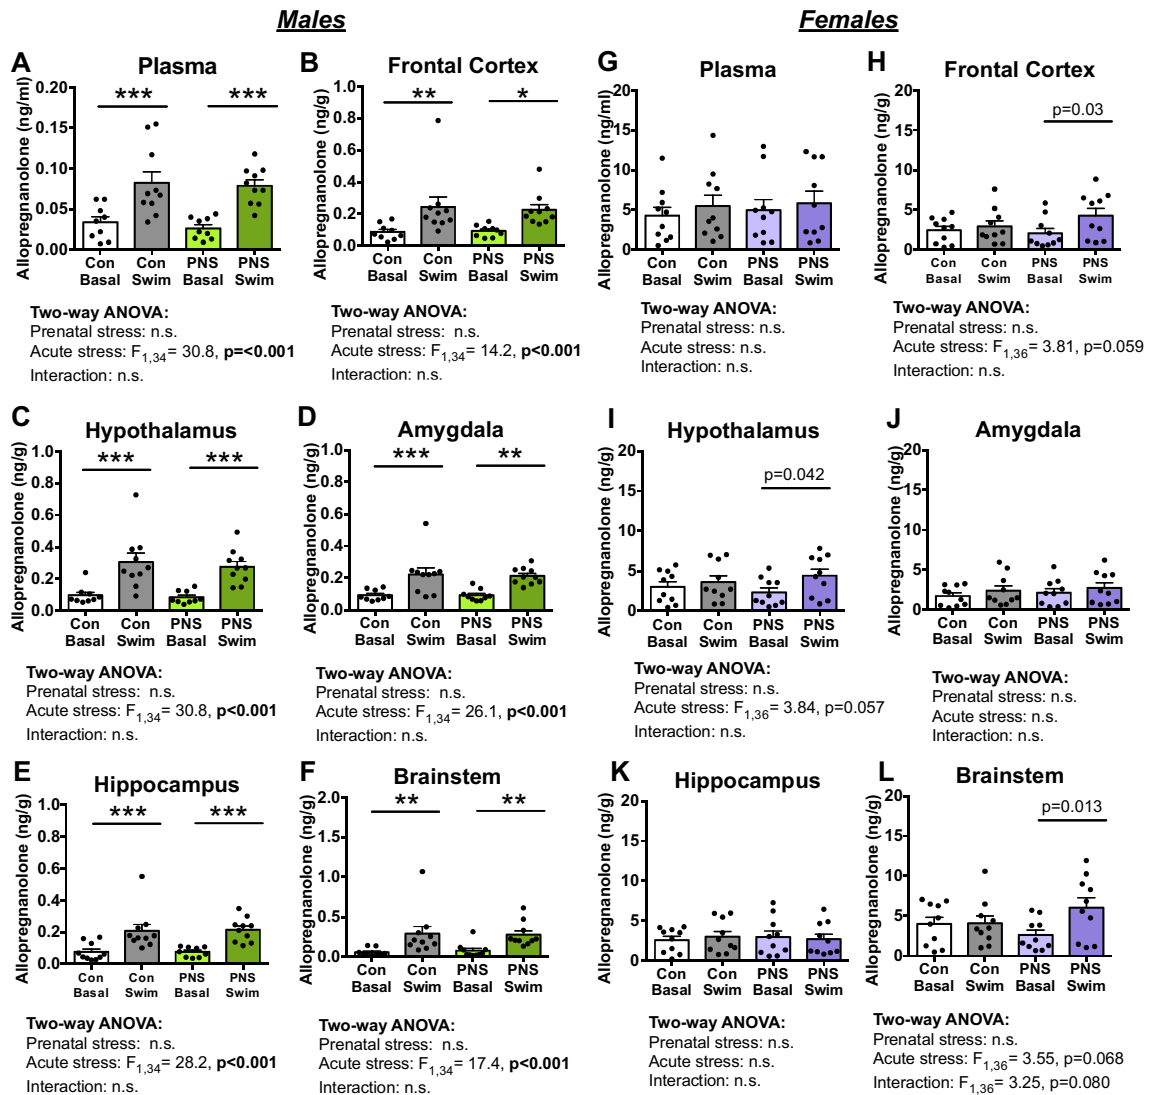 Males
Females
A
Plasma
Allopregnanolone (ng/ml)
0.20
0.15
0.10
0.05
0.00
***
***
Con Con PNS PNS
Basal Swim Basal Swim
Two-way ANOVA:
Prenatal stress: n.s.
Acute stress: F1,34= 30.8, p=<0.001
Interaction: n.s.
B
Frontal Cortex
Allopregnanolone (ng/g)
1.0
0.8
0.6
0.4
0.2
0.0
**
*
Con Con PNS PNS
Basal Swim Basal Swim
Two-way ANOVA:
Prenatal stress: n.s.
Acute stress: F1,34= 14.2, p<0.001
Interaction: n.s.
G
Plasma
Allopregnanolone (ng/ml)
20
15
10
5
0
Con Con PNS PNS
Basal Swim Basal Swim
Two-way ANOVA:
Prenatal stress: n.s.
Acute stress: n.s.
Interaction: n.s.
H
Frontal Cortex
Allopregnanolone (ng/g)
20
15
10
5
0
p=0.03
Con Con PNS PNS
Basal Swim Basal Swim
Two-way ANOVA:
Prenatal stress: n.s.
Acute stress: F1,36= 3.81, p=0.059
Interaction: n.s.
C
Hypothalamus
Allopregnanolone (ng/g)
1.0
0.8
0.6
0.4
0.2
0.0
***
***
Con Con PNS PNS
Basal Swim Basal Swim
Two-way ANOVA:
Prenatal stress: n.s.
Acute stress: F1,34= 30.8, p<0.001
Interaction: n.s.
D
Amygdala
Allopregnanolone (ng/g)
1.0
0.8
0.6
0.4
0.2
0.0
***
**
Con Con PNS PNS
Basal Swim Basal Swim
Two-way ANOVA:
Prenatal stress: n.s.
Acute stress: F1,34= 26.1, p<0.001
Interaction: n.s.
I
Hypothalamus
Allopregnanolone (ng/g)
20
15
10
5
0
p=0.042
Con Con PNS PNS
Basal Swim Basal Swim
Two-way ANOVA:
Prenatal stress: n.s.
Acute stress: F1,36= 3.84, p=0.057
Interaction: n.s.
J
Amygdala
Allopregnanolone (ng/g)
20
15
10
5
0
Con Con PNS PNS
Basal Swim Basal Swim
Two-way ANOVA:
Prenatal stress: n.s.
Acute stress: n.s.
Interaction: n.s.
E
Hippocampus
Allopregnanolone (ng/g)
1.0
0.8
0.6
0.4
0.2
0.0
***
***
Con Con PNS PNS
Basal Swim Basal Swim
Two-way ANOVA:
Prenatal stress: n.s.
Acute stress: F1,34= 28.2, p<0.001
Interaction: n.s.
F
Brainstem
Allopregnanolone (ng/g)
2.0
1.5
1.0
0.5
0.0
**
**
Con Con PNS PNS
Basal Swim Basal Swim
Two-way ANOVA:
Prenatal stress: n.s.
Acute stress: F1,34= 17.4, p<0.001
Interaction: n.s.
K
Hippocampus
Allopregnanolone (ng/g)
20
15
10
5
0
Con Con PNS PNS
Basal Swim Basal Swim
Two-way ANOVA:
Prenatal stress: n.s.
Acute stress: n.s.
Interaction: n.s.
L
Brainstem
Allopregnanolone (ng/g)
20
15
10
5
0
p=0.013
Con Con PNS PNS
Basal Swim Basal Swim
Two-way ANOVA:
Prenatal stress: n.s.
Acute stress: F1,36= 3.55, p=0.068
Interaction: F1,36= 3.25, p=0.080